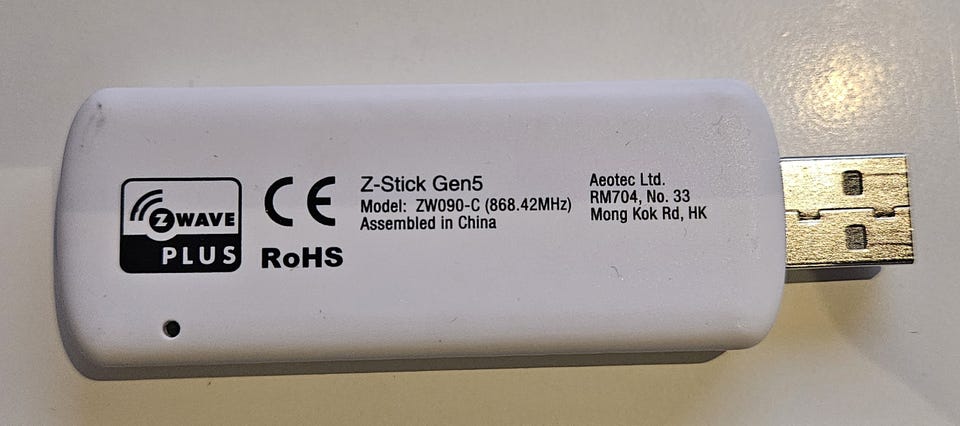 Z WAVE
PLUS
CE
RoHS
Z-Stick Gen5
Model: ZW090-C (868.42MHz)
Assembled in China
Aeotec Ltd.
RM704, No. 33
Mong Kok Rd, HK